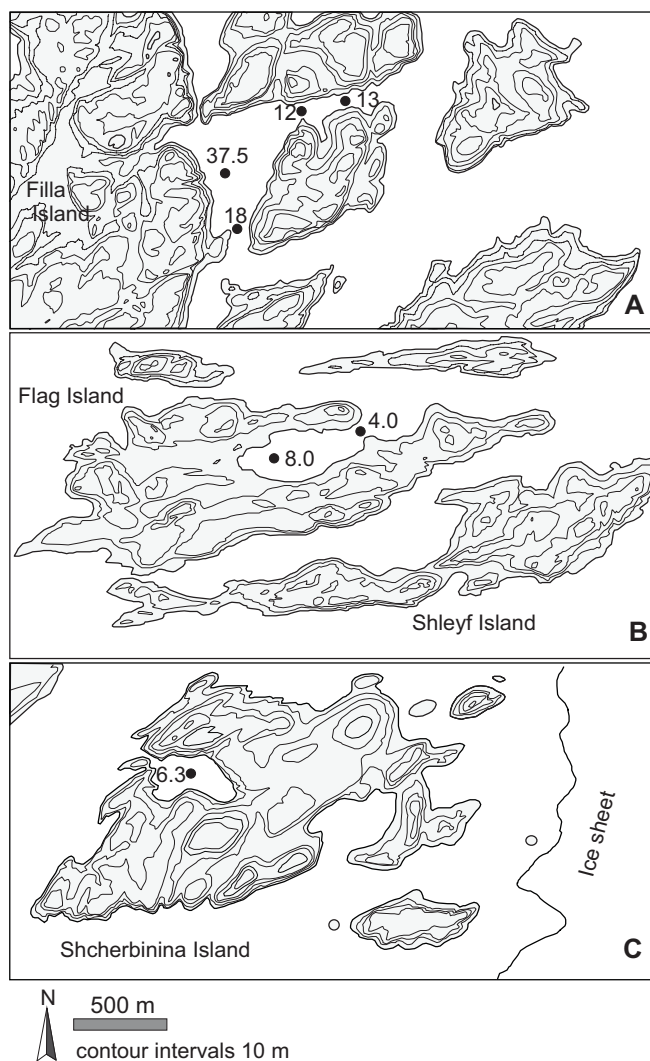 12
13
37.5
Filla
Island
18
A
Flag Island
4.0
8.0
Shleyf Island
B
6.3
Ice sheet
Shcherbinina Island
C
N
500 m
contour intervals 10 m